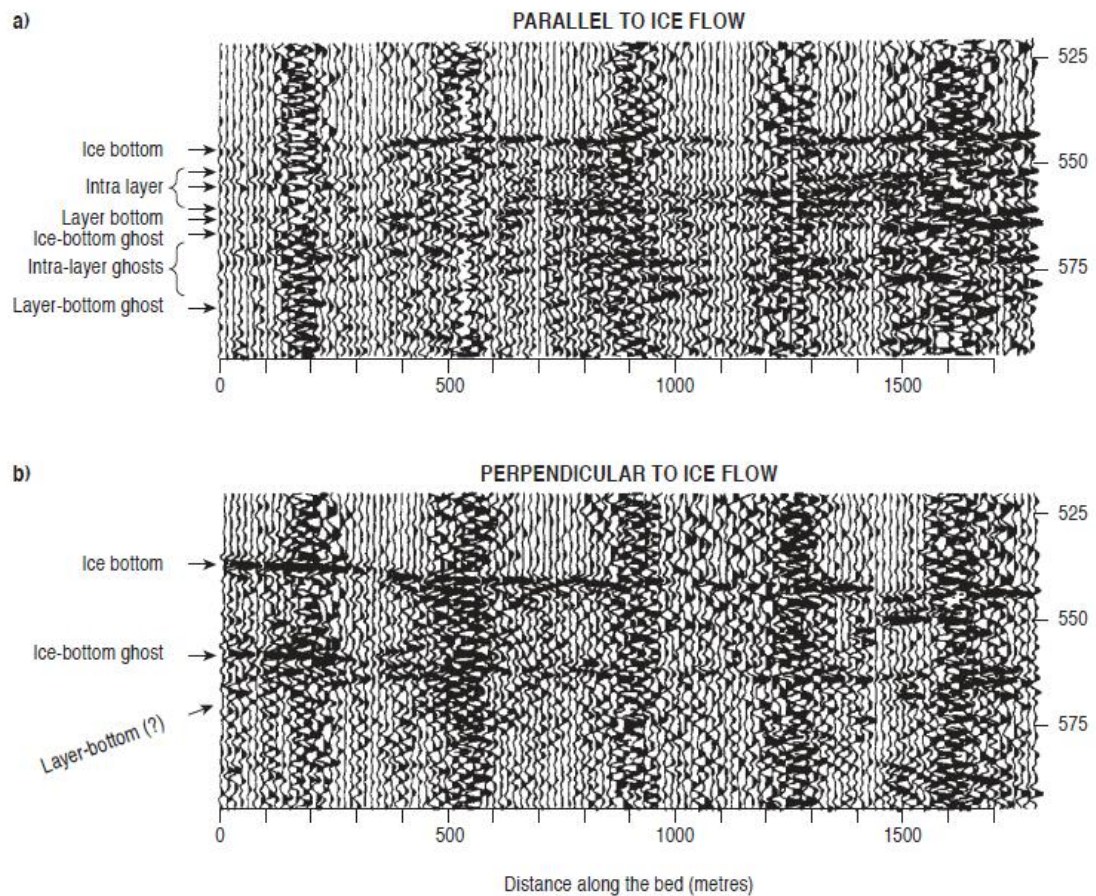 a)
PARALLEL TO ICE FLOW
525
Ice bottom
550
Intra layer
Layer bottom
Ice-bottom ghost
Intra-layer ghosts
575
Layer-bottom ghost
0
500
1000
1500
b)
PERPENDICULAR TO ICE FLOW
525
Ice bottom
550
Ice-bottom ghost
575
Layer-bottom (?)
0
500
1000
1500
Distance along the bed (metres)